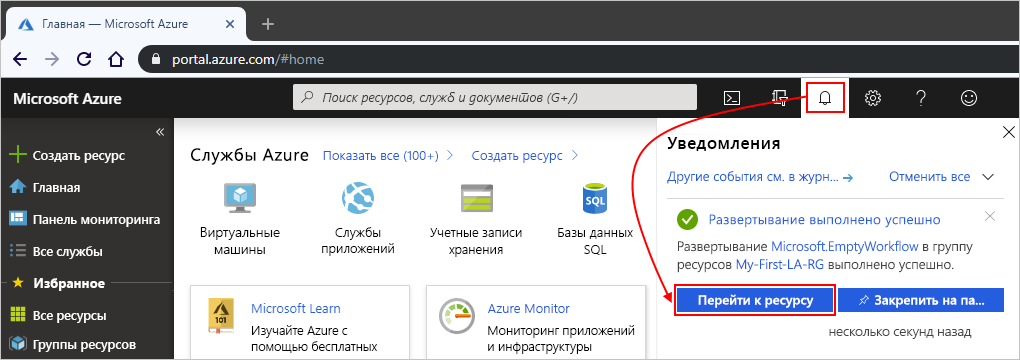 Главная — Microsoft Azure
portal.azure.com/#home
Microsoft Azure
Поиск ресурсов, служб и документов (G+/)
Создать ресурс
Главная
Панель мониторинга
Все службы
Избранное
Все ресурсы
Группы ресурсов
Службы Azure
Показать все (100+)
Создать ресурс
Виртуальные
машины
Службы
приложений
Учетные записи
хранения
SQL
Базы данных
SQL
101
Microsoft Learn
Изучайте Azure с
помощью бесплатных
Azure Monitor
Мониторинг приложений
и инфраструктуры
Уведомления
Другие события см. в журн...
Отменить все
Развертывание выполнено успешно
Развертывание Microsoft.EmptyWorkflow в группу
ресурсов My-First-LA-RG выполнено успешно.
Перейти к ресурсу
Закрепить на па...
несколько секунд назад